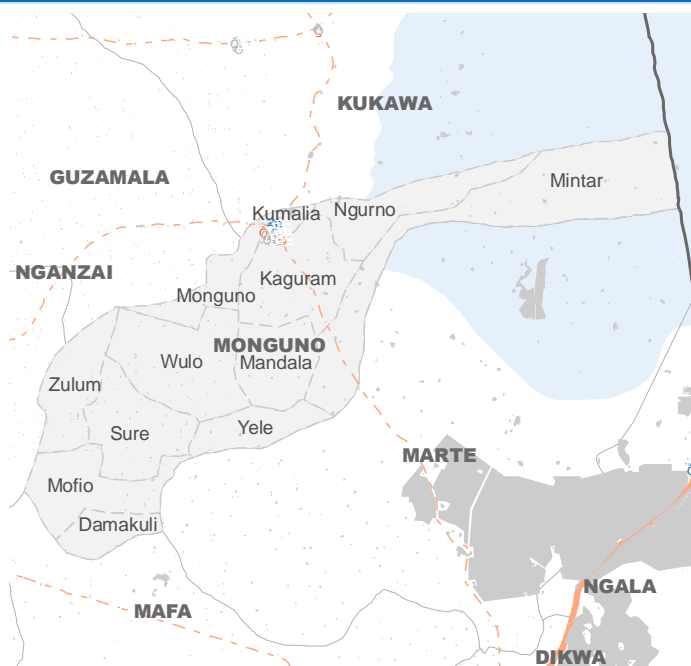 KUKAWA
GUZAMALA
Mintar
Kumalia
Ngurno
NGANZAI
Kaguram
Monguno
MONGUNO
Wulo
Mandala
Zulum
Sure
Yele
MARTE
Mofio
Damakuli
NGALA
MAFA
DIKWA